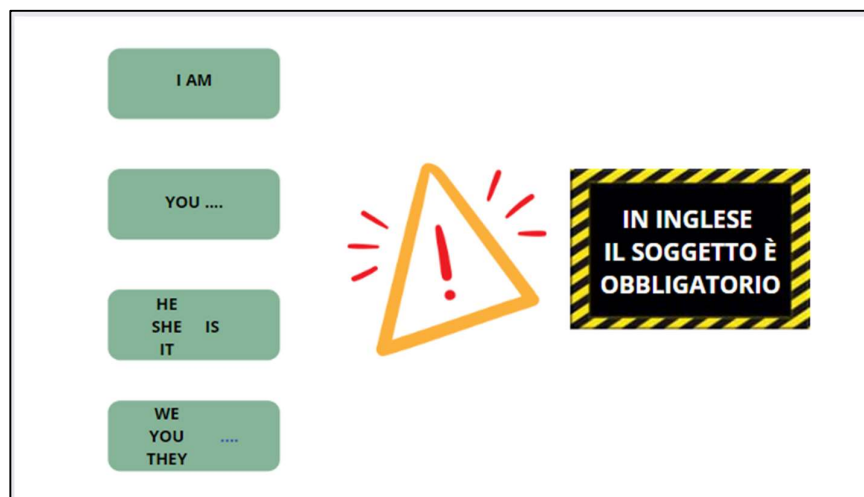 I AM
YOU ....
HE
SHE IS
IT
WE
YOU ....
THEY
!
IN INGLESE
IL SOGGETTO È
OBBLIGATORIO